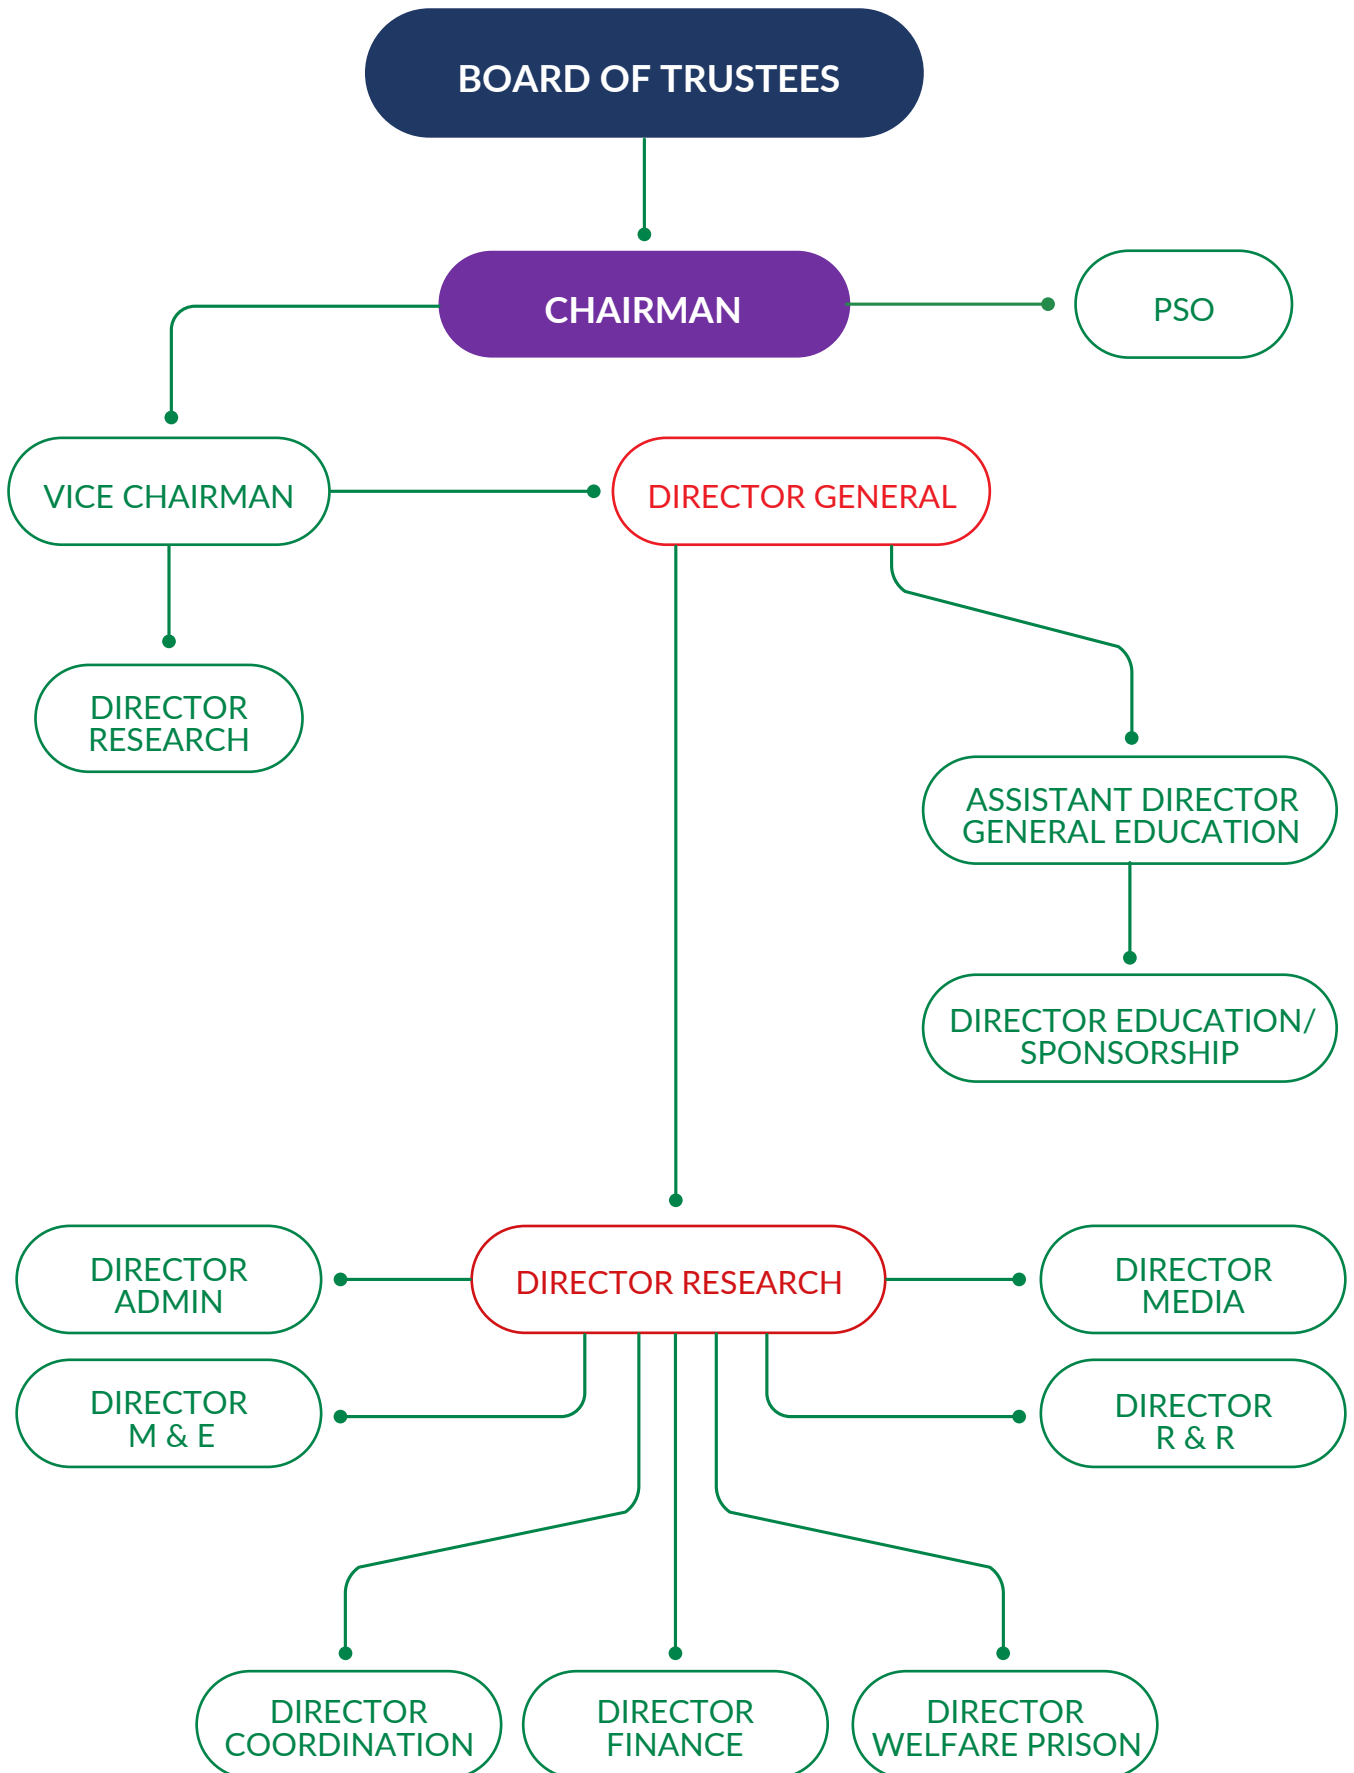 BOARD OF TRUSTEES
CHAIRMAN
PSO
VICE CHAIRMAN
DIRECTOR GENERAL
DIRECTOR
RESEARCH
ASSISTANT DIRECTOR
GENERAL EDUCATION
DIRECTOR EDUCATION/
SPONSORSHIP
DIRECTOR
ADMIN
DIRECTOR RESEARCH
DIRECTOR
MEDIA
DIRECTOR
M & E
DIRECTOR
R & R
DIRECTOR
COORDINATION
DIRECTOR
FINANCE
DIRECTOR
WELFARE PRISON